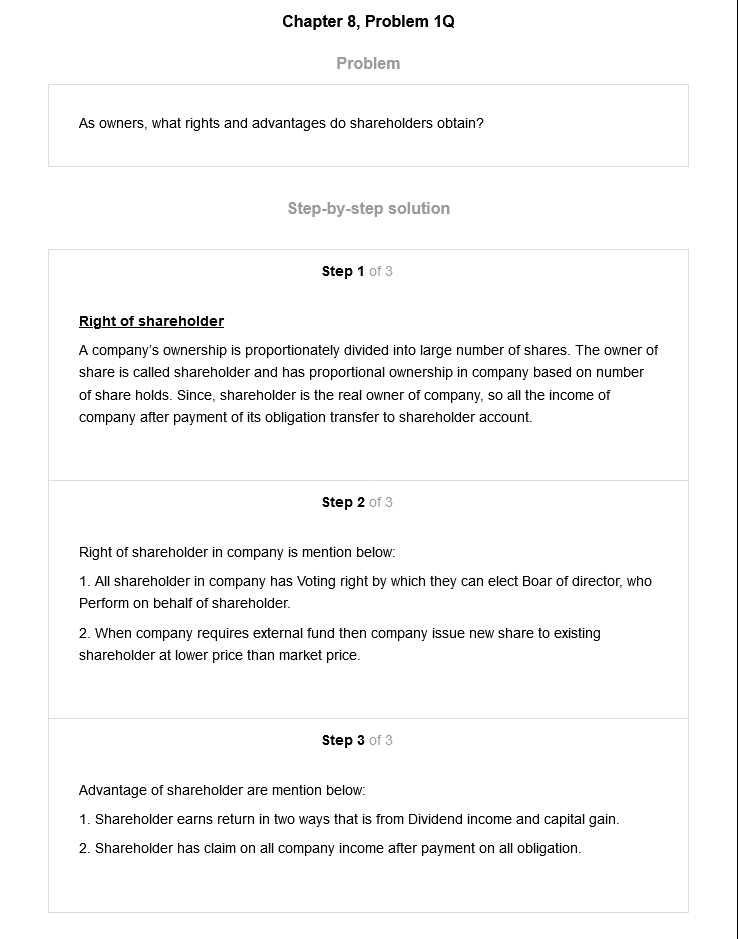 Chapter 8, Problem 1Q
Problem
As owners, what rights and advantages do shareholders obtain?
Step-by-step solution
Step 1 of 3
Right of shareholder
A company's ownership is proportionately divided into large number of shares. The owner of
share is called shareholder and has proportional ownership in company based on number
of share holds. Since, shareholder is the real owner of company, so all the income of
company after payment of its obligation transfer to shareholder account.
Step 2 of 3
Right of shareholder in company is mention below:
1. All shareholder in company has Voting right by which they can elect Boar of director, who
Perform on behalf of shareholder.
2. When company requires external fund then company issue new share to existing
shareholder at lower price than market price.
Step 3 of 3
Advantage of shareholder are mention below:
1. Shareholder earns return in two ways that is from Dividend income and capital gain.
2. Shareholder has claim on all company income after payment on all obligation.